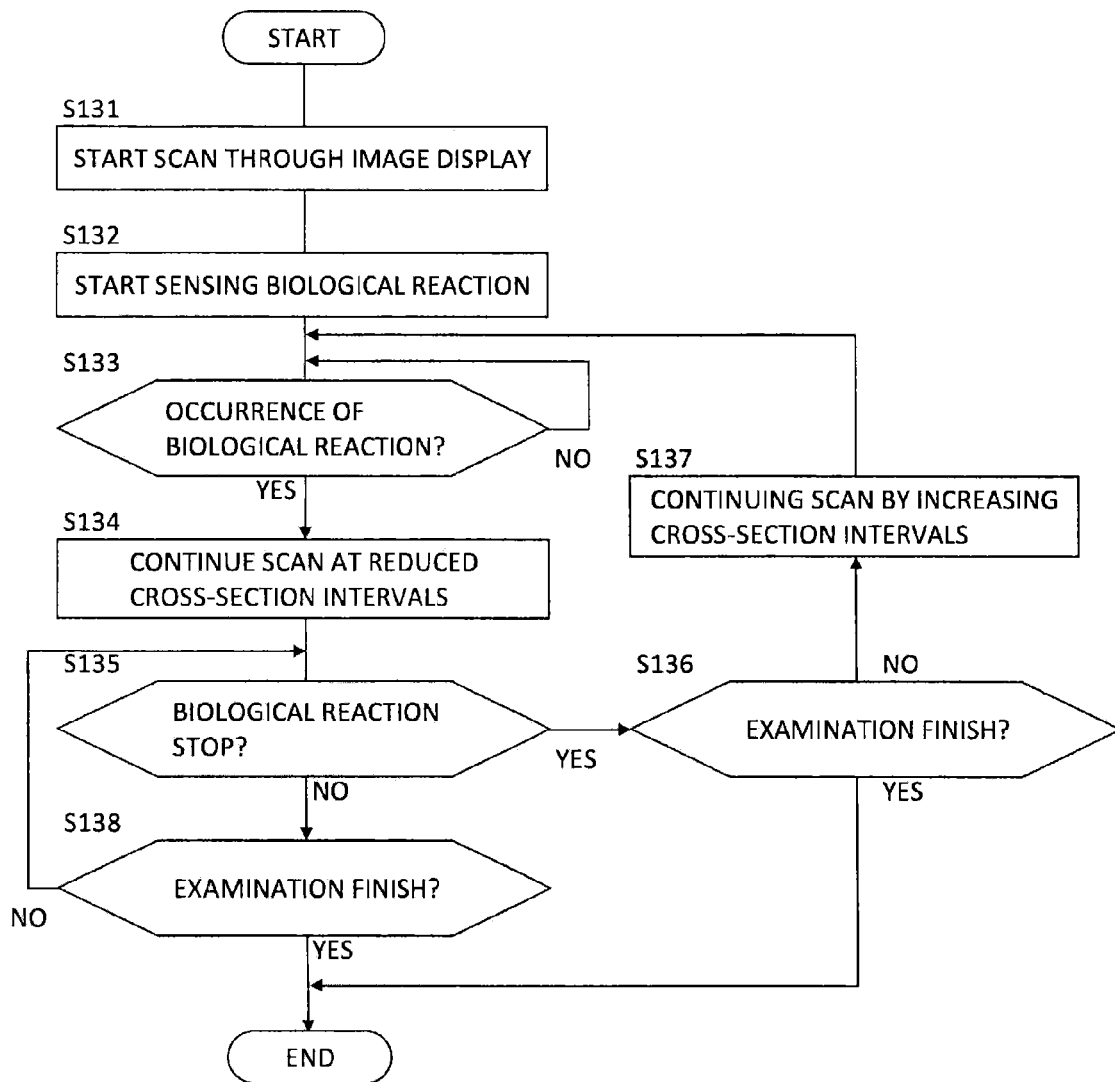 START
S131
START SCAN THROUGH IMAGE DISPLAY
S132
START SENSING BIOLOGICAL REACTION
S133
OCCURRENCE OF
BIOLOGICAL REACTION?
NO
YES
S134
CONTINUE SCAN AT REDUCED
CROSS-SECTION INTERVALS
S137
CONTINUING SCAN BY INCREASING
CROSS-SECTION INTERVALS
S135
BIOLOGICAL REACTION
STOP?
YES
NO
S136
NO
EXAMINATION FINISH?
YES
S138
EXAMINATION FINISH?
NO
YES
END